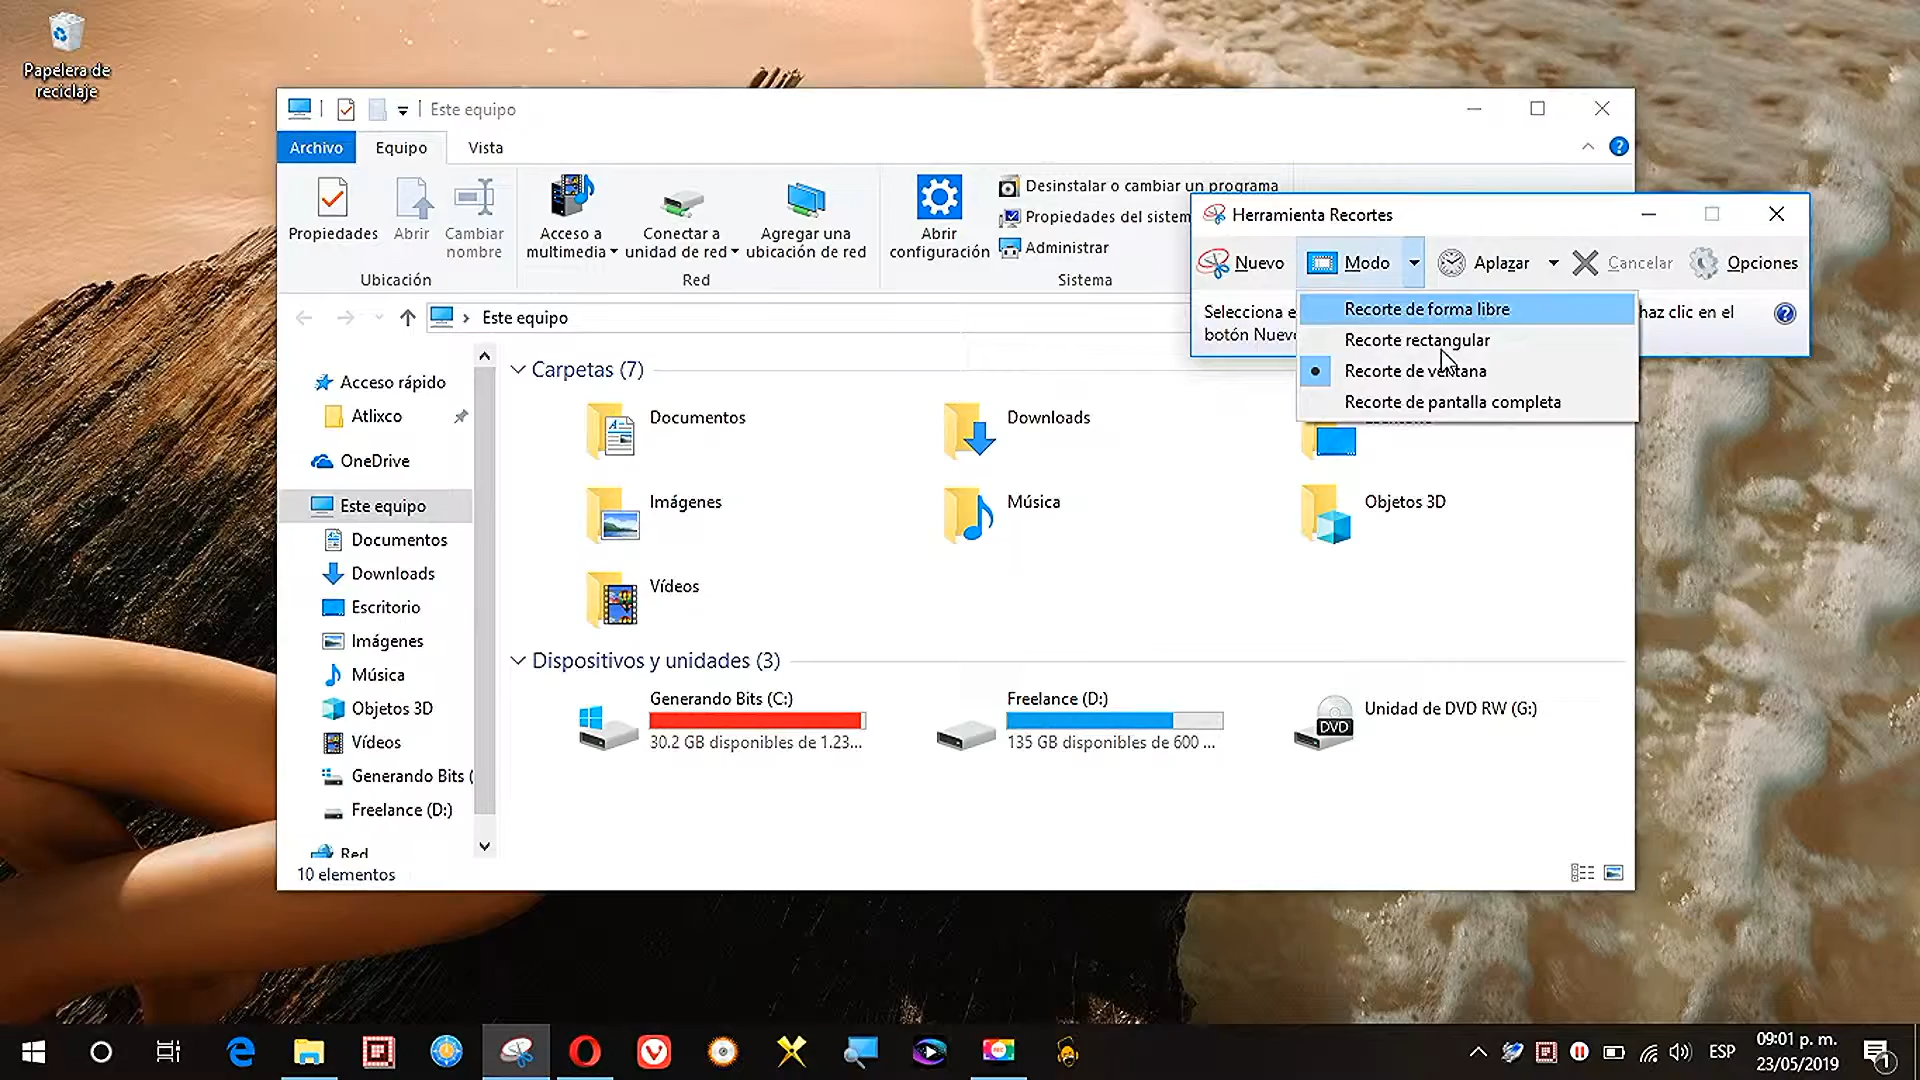 Papelera de
reciclaje
Este equipo
Archivo
Equipo
Vista
Propiedades
Abrir
Cambiar
nombre
Ubicación
Acceso a
multimedia
Conectar a
unidad de red
Agregar una
ubicación de red
Red
Abrir
configuración
Desinstalar o cambiar un programa
Propiedades del sistem
Administrar
Sistema
Herramienta Recortes
Nuevo
Modo
Aplazar
Cancelar
Opciones
Selecciona e
haz clic en el
botón Nuev
Recorte de forma libre
Recorte rectangular
Recorte de ventana
Recorte de pantalla completa
Este equipo
Acceso rápido
Atlixco
OneDrive
Este equipo
Documentos
Downloads
Escritorio
Imágenes
Música
Objetos 3D
Vídeos
Generando Bits (
Freelance (D:)
Red
Carpetas (7)
Documentos
Downloads
Imágenes
Música
Objetos 3D
Vídeos
Dispositivos y unidades (3)
Generando Bits (C:)
30.2 GB disponibles de 1.23...
Freelance (D:)
135 GB disponibles de 600 ...
DVD
Unidad de DVD RW (G:)
10 elementos
ESP
09:01 p. m.
23/05/2019
1